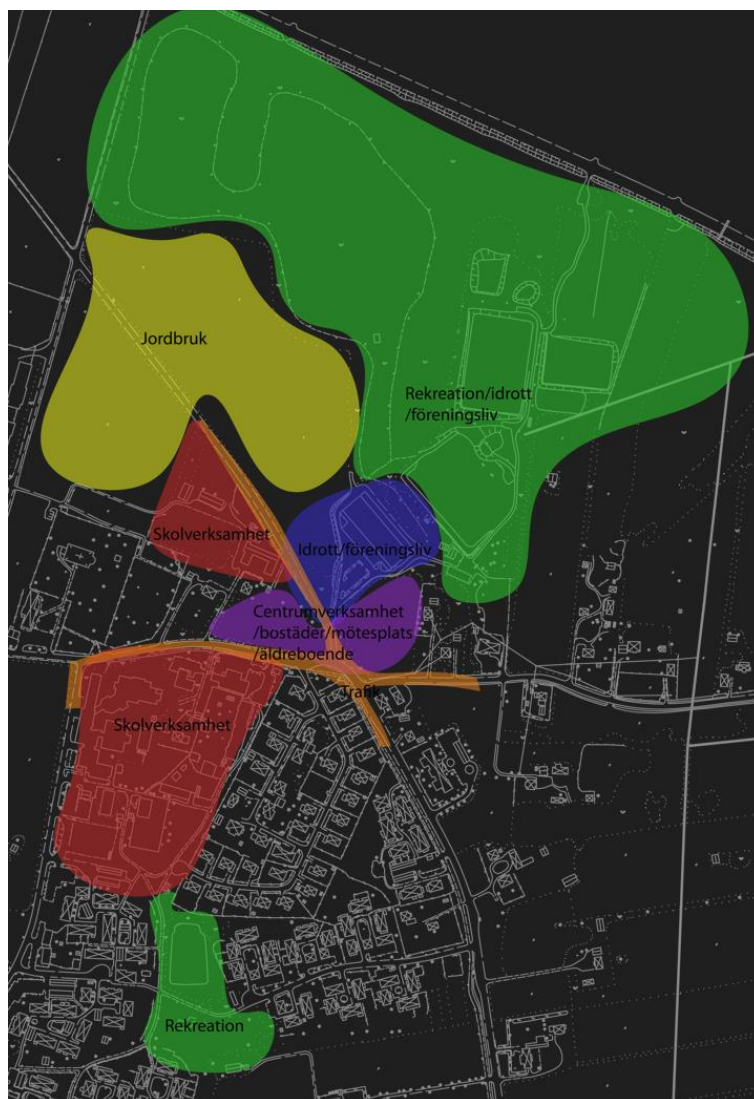 Jordbruk
Rekreation/idrott
/föreningsliv
Skolverksamhet
Idrott/föreningsliv
Centrumverksamhet
/bostäder/mötesplats
/äldreboende
Trafik
Skolverksamhet
Rekreation